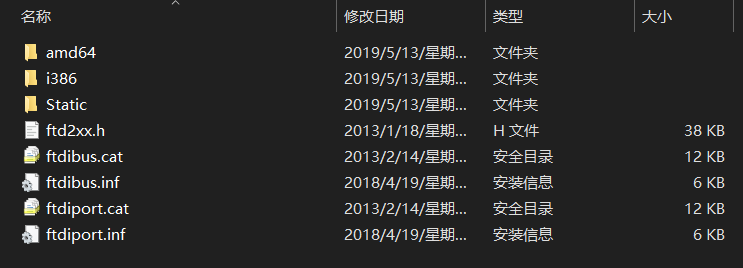 名称 修改日期 类型 大小
amd64 2019/5/13/星期... 文件夹
i386 2019/5/13/星期... 文件夹
Static 2019/5/13/星期... 文件夹
ftd2xx.h 2013/1/18/星期... H 文件 38 KB
ftdibus.cat 2013/2/14/星期... 安全目录 12 KB
ftdibus.inf 2018/4/19/星期... 安装信息 6 KB
ftdiport.cat 2013/2/14/星期... 安全目录 12 KB
ftdiport.inf 2018/4/19/星期... 安装信息 6 KB